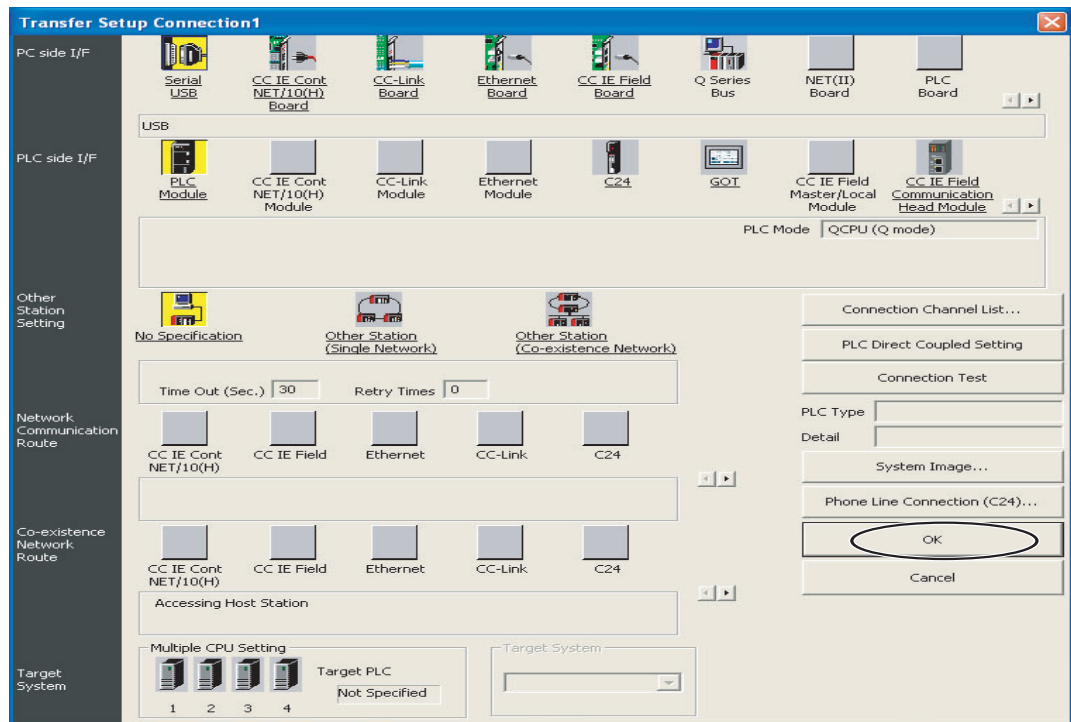 Transfer Setup Connection1
PC side I/F
Serial
USB
CC IE Cont
NET/10(H)
Board
CC-Link
Board
Ethernet
Board
CC IE Field
Board
Q Series
Bus
NET(II)
Board
PLC
Board
USB
PLC side I/F
PLC
Module
CC IE Cont
NET/10(H)
Module
CC-Link
Module
Ethernet
Module
C24
GOT
CC IE Field
Master/Local
Module
CC IE Field
Communication
Head Module
PLC Mode QCPU (Q mode)
Other
Station
Setting
No Specification
Other Station
(Single Network)
Other Station
(Co-existence Network)
Time Out (Sec.) 30 Retry Times 0
Connection Channel List...
PLC Direct Coupled Setting
Connection Test
PLC Type
Detail
System Image...
Phone Line Connection (C24)...
OK
Cancel
Network
Communication
Route
CC IE Cont
NET/10(H)
CC IE Field
Ethernet
CC-Link
C24
Co-existence
Network
Route
CC IE Cont
NET/10(H)
CC IE Field
Ethernet
CC-Link
C24
Accessing Host Station
Target
System
Multiple CPU Setting
1 2 3 4
Target PLC
Not Specified
Target System